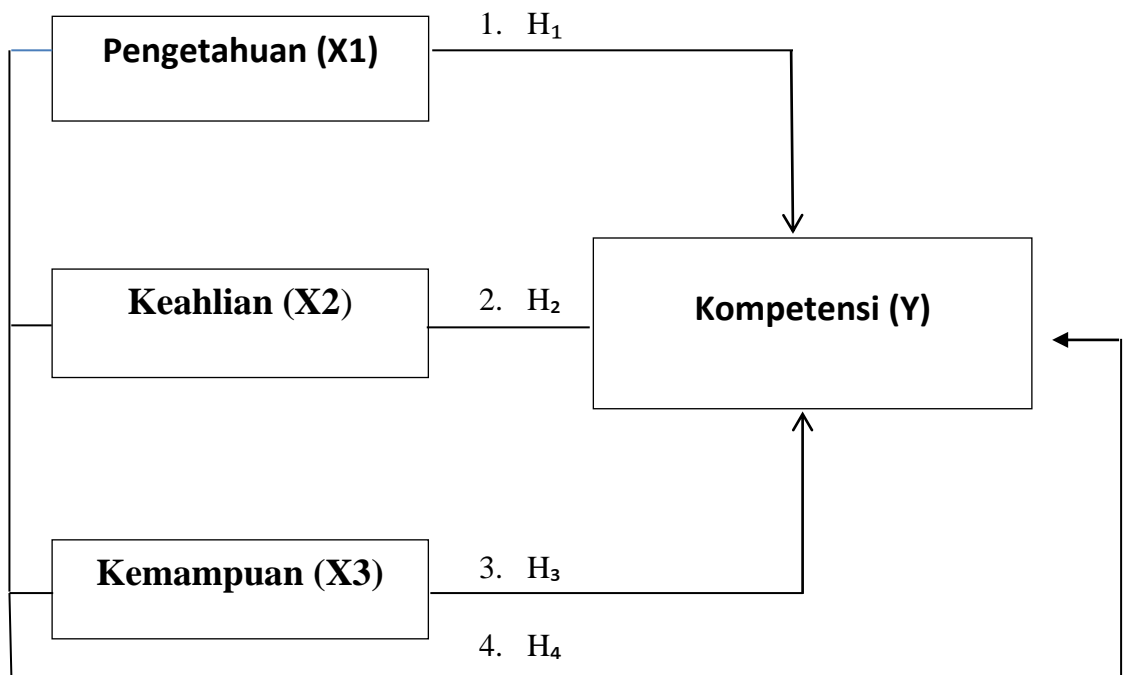 1. H₁
Pengetahuan (X1)
Keahlian (X2)
2. H₂
Kompetensi (Y)
Kemampuan (X3)
3. H₃
4. H₄